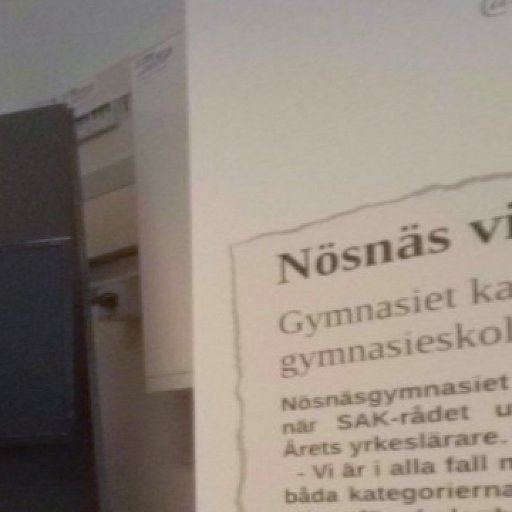 Nösnäs vi
Gymnasiet ka
gymnasieskol
Nösnäsgymnasiet
när SAK-rådet u
Årets yrkeslärare.
- Vi är i alla fall n
båda kategorierna